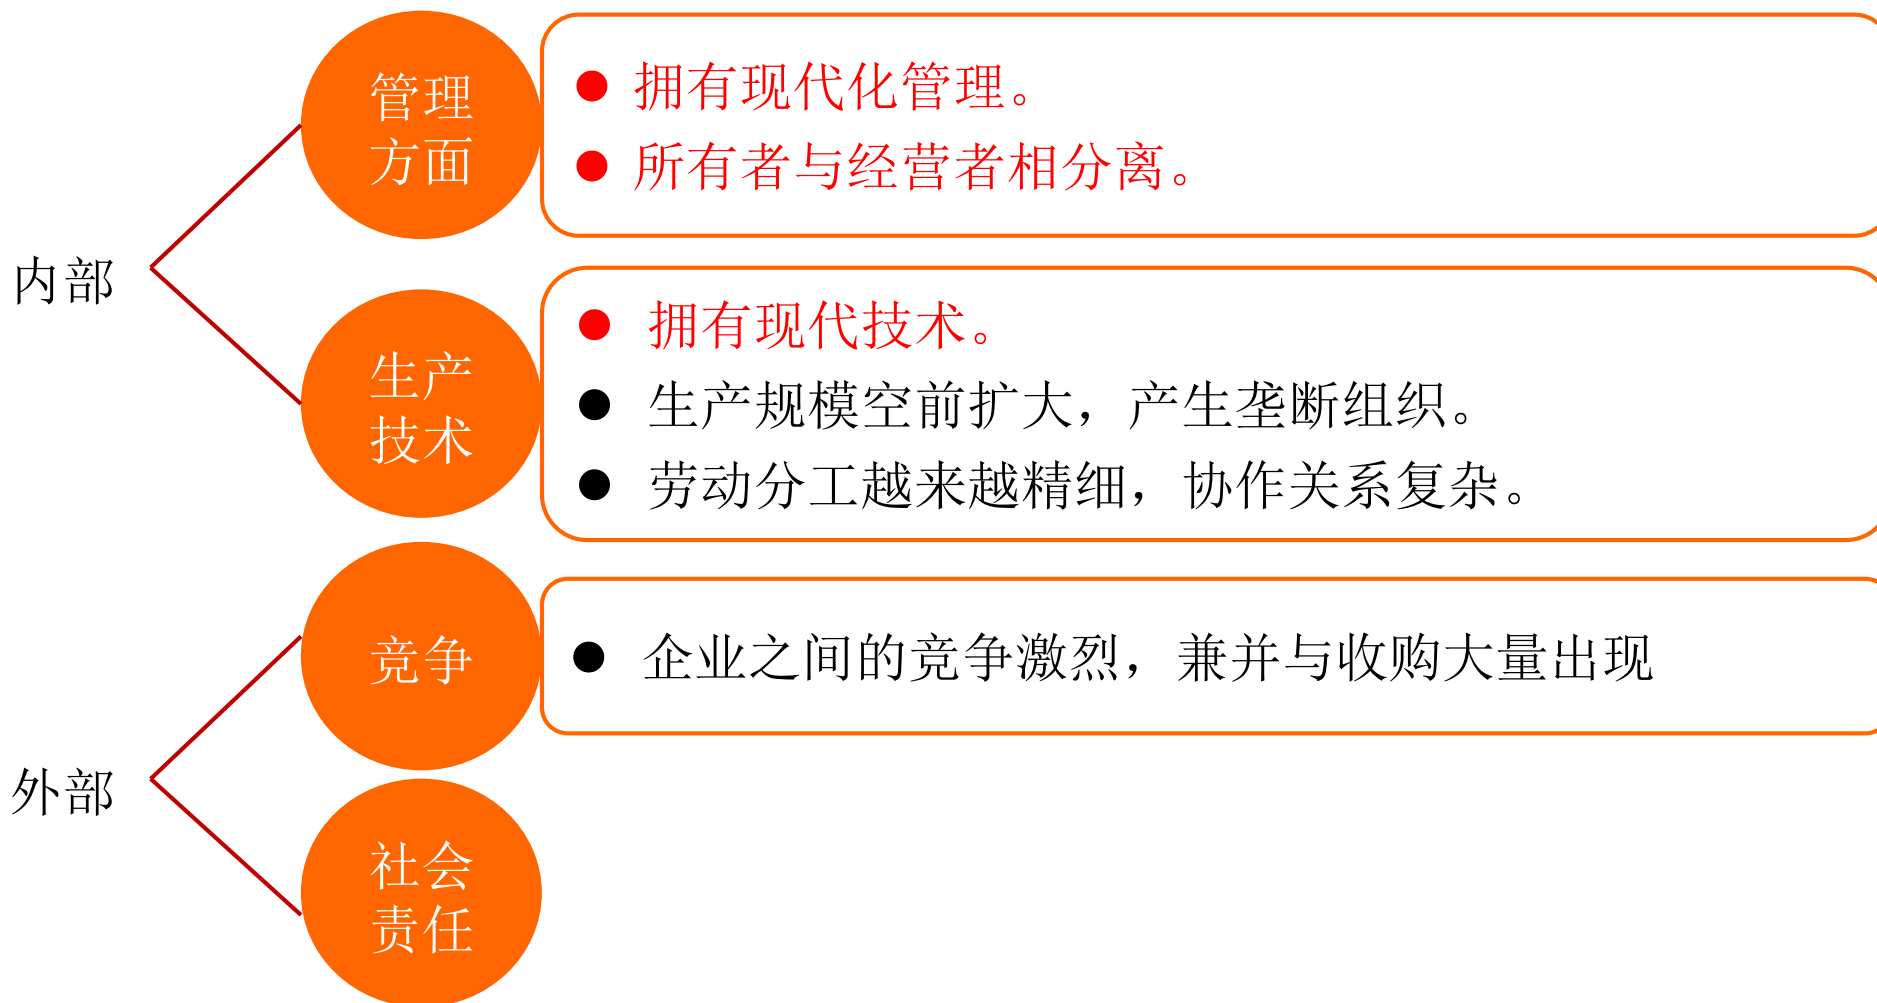 管理
方面
拥有现代化管理。
所有者与经营者相分离。
内部
生产
技术
拥有现代技术。
生产规模空前扩大，产生垄断组织。
劳动分工越来越精细，协作关系复杂。
竞争
企业之间的竞争激烈，兼并与收购大量出现
外部
社会
责任